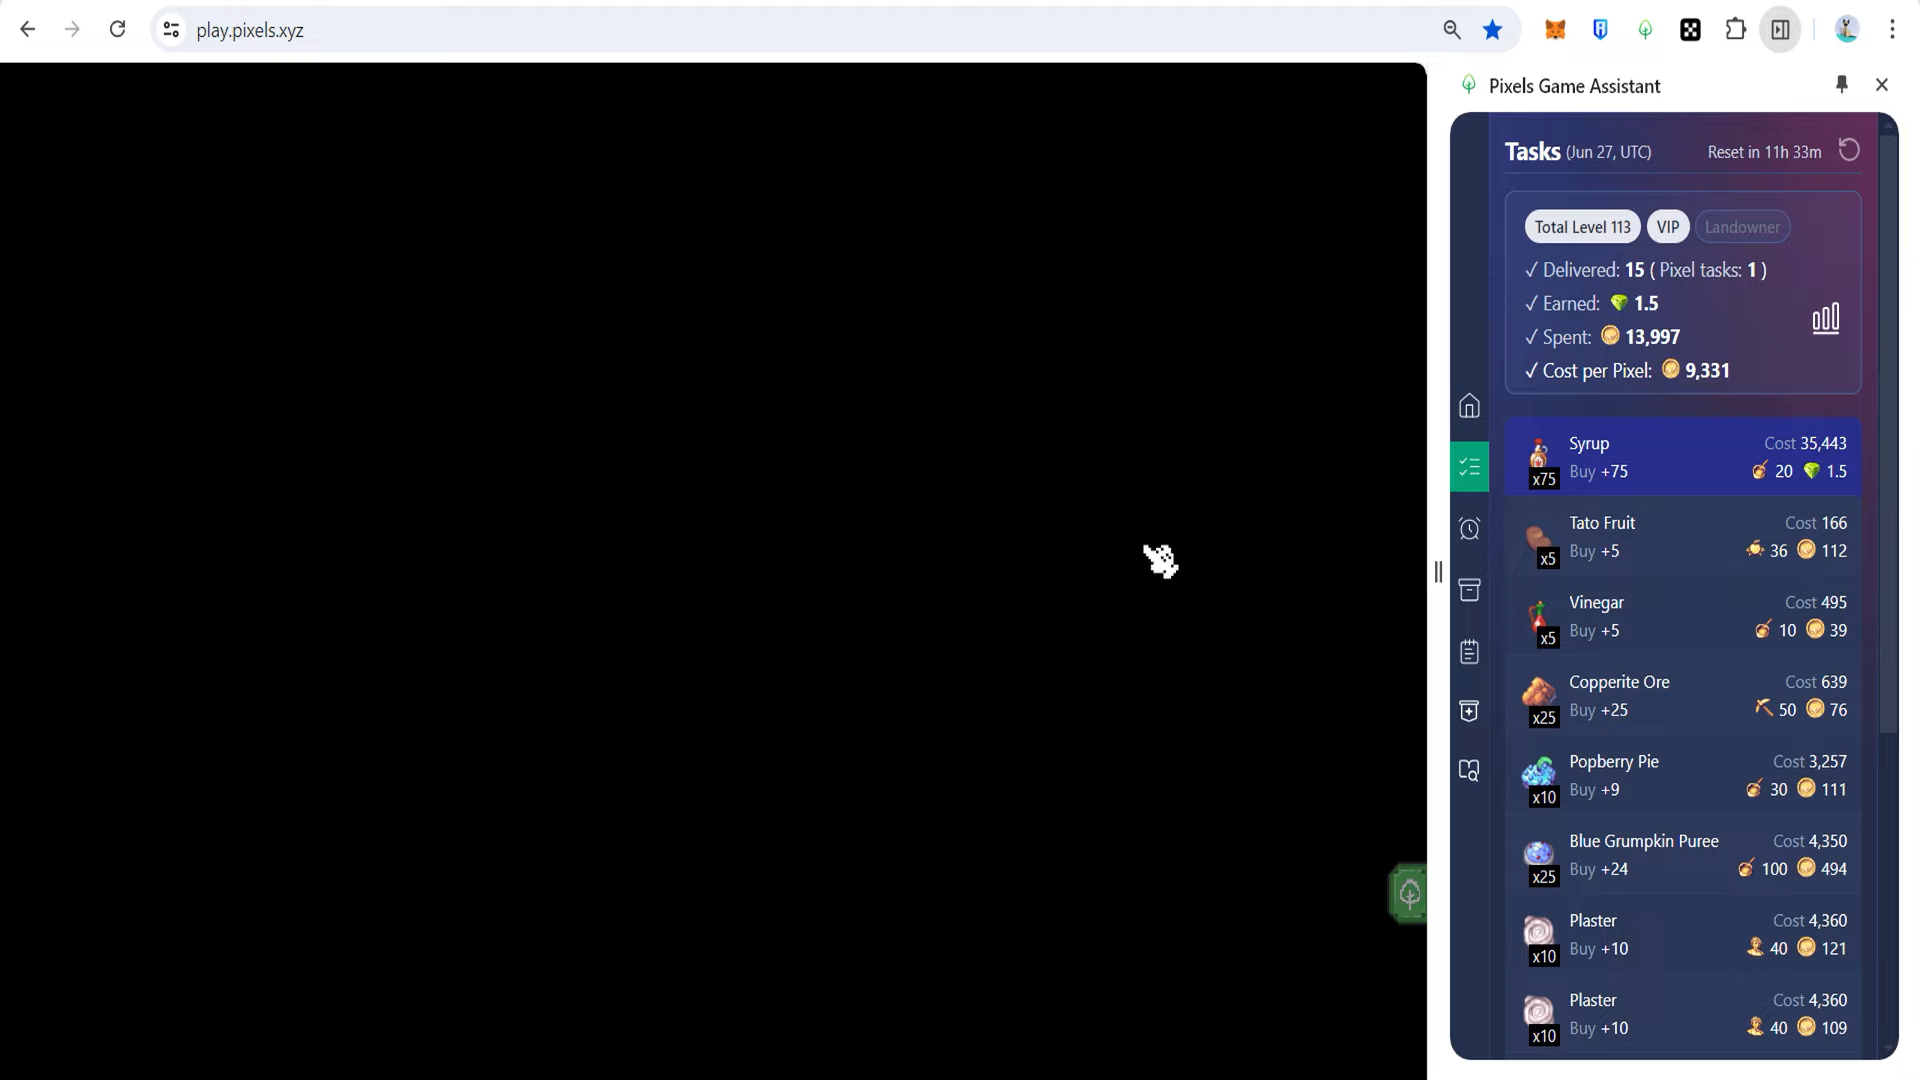 play.pixels.xyz
Pixels Game Assistant
Tasks (Jun 27, UTC) Reset in 11h 33m
Total Level 113 VIP Landowner
✓ Delivered: 15 ( Pixel tasks: 1 )
✓ Earned: 1.5
✓ Spent: 13,997
✓ Cost per Pixel: 9,331
Syrup Cost 35,443
x75 Buy +75 20 1.5
Tato Fruit Cost 166
x5 Buy +5 36 112
Vinegar Cost 495
x5 Buy +5 10 39
Copperite Ore Cost 639
x25 Buy +25 50 76
Popberry Pie Cost 3,257
x10 Buy +9 30 111
Blue Grumpkin Puree Cost 4,350
x25 Buy +24 100 494
Plaster Cost 4,360
x10 Buy +10 40 121
Plaster Cost 4,360
x10 Buy +10 40 109